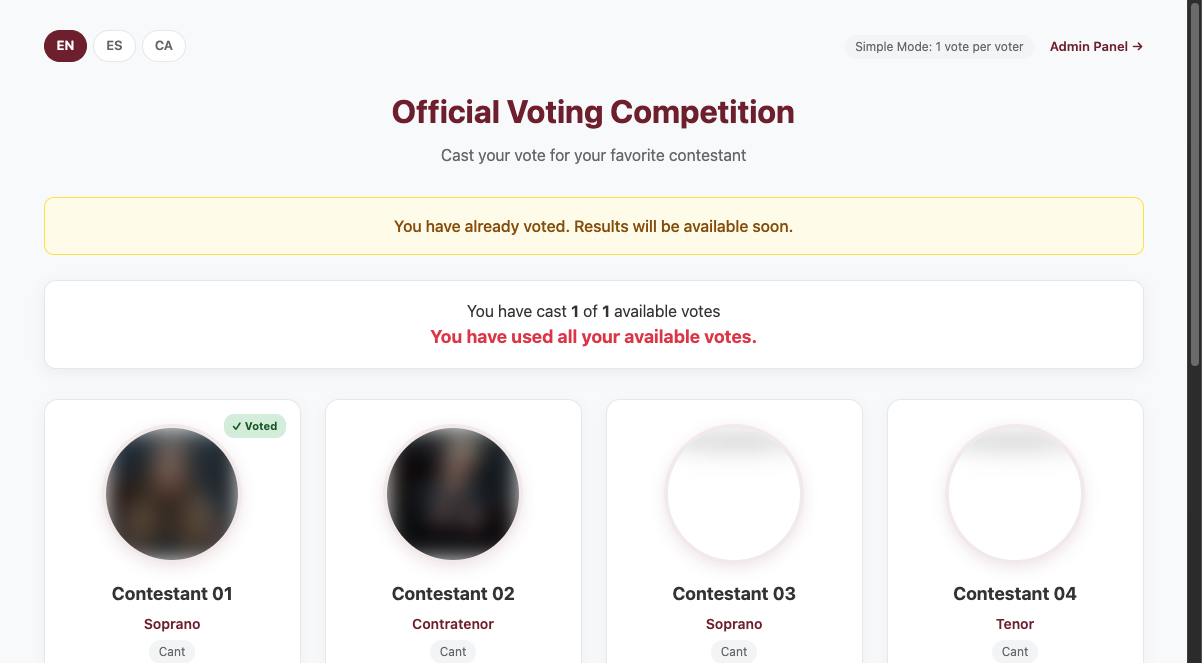 EN ES CA
Simple Mode: 1 vote per voter Admin Panel →
Official Voting Competition
Cast your vote for your favorite contestant
You have already voted. Results will be available soon.
You have cast 1 of 1 available votes
You have used all your available votes.
✓ Voted
Contestant 01
Soprano
Cant
Contestant 02
Contratenor
Cant
Contestant 03
Soprano
Cant
Contestant 04
Tenor
Cant